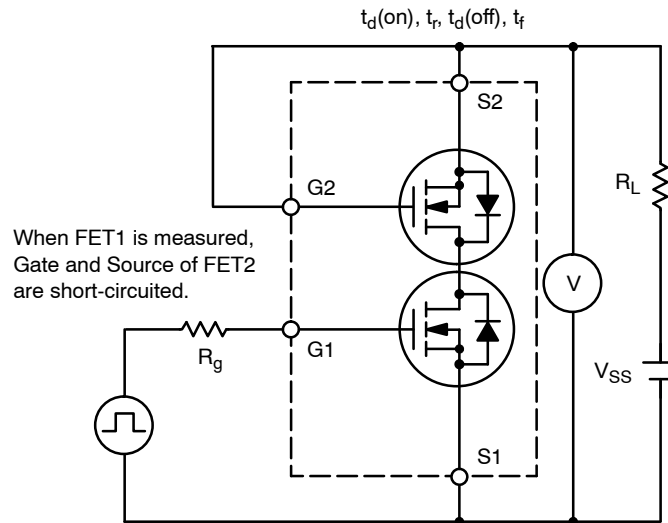 td(on), tr, td(off), tf
S2
G2
RL
When FET1 is measured,
Gate and Source of FET2
are short-circuited.
V
Rg
G1
VSS
S1